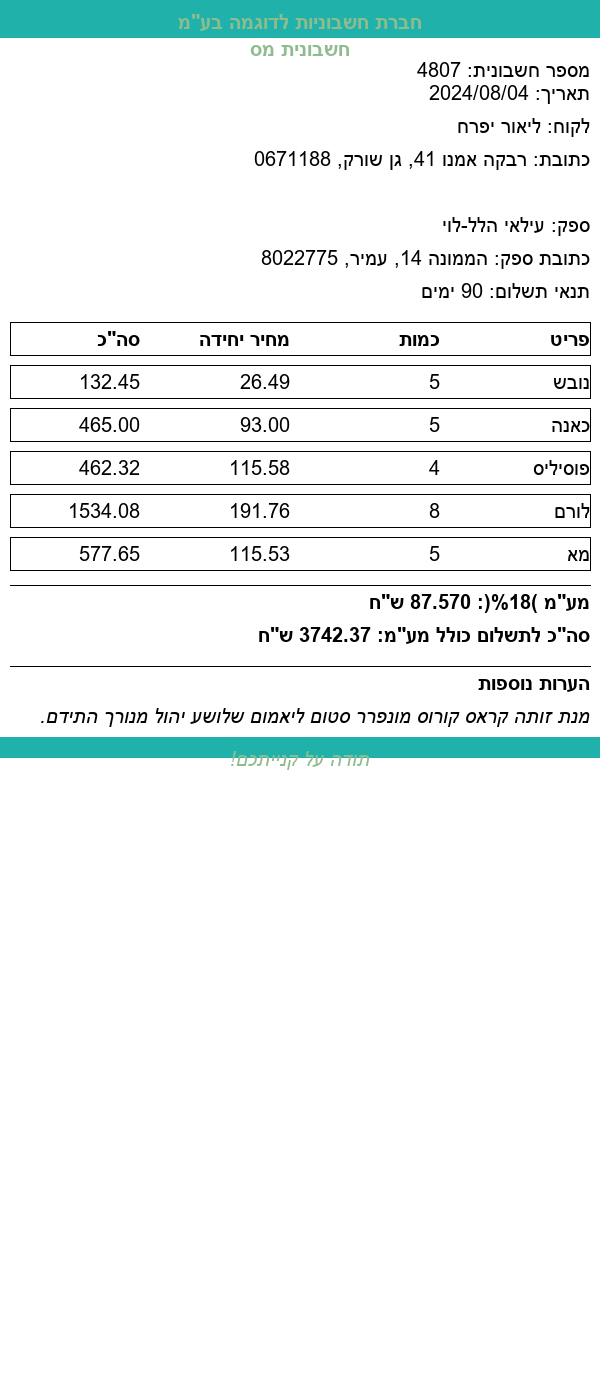 חברת חשבוניות לדוגמה בע"מ
חשבונית מס
מספר חשבונית: 4807
תאריך: 2024/08/04
לקוח: ליאור יפרח
כתובת: רבקה אמנו 41, גן שורק, 0671188
ספק: עילאי הלל-לוי
כתובת ספק: הממונה 14, עמיר, 8022775
תנאי תשלום: 90 ימים
פריט כמות מחיר יחידה סה"כ
נובש 5 26.49 132.45
כאנה 5 93.00 465.00
פוסיליס 4 115.58 462.32
לורם 8 191.76 1534.08
מא 5 115.53 577.65
מע"מ )18%(: 87.570 ש"ח
סה"כ לתשלום כולל מע"מ: 3742.37 ש"ח
הערות נוספות
מנת זותה קראס קורוס מונפרר סטום ליאמום שלושע יהול מנורך התידם.
תודה על קנייתכם!